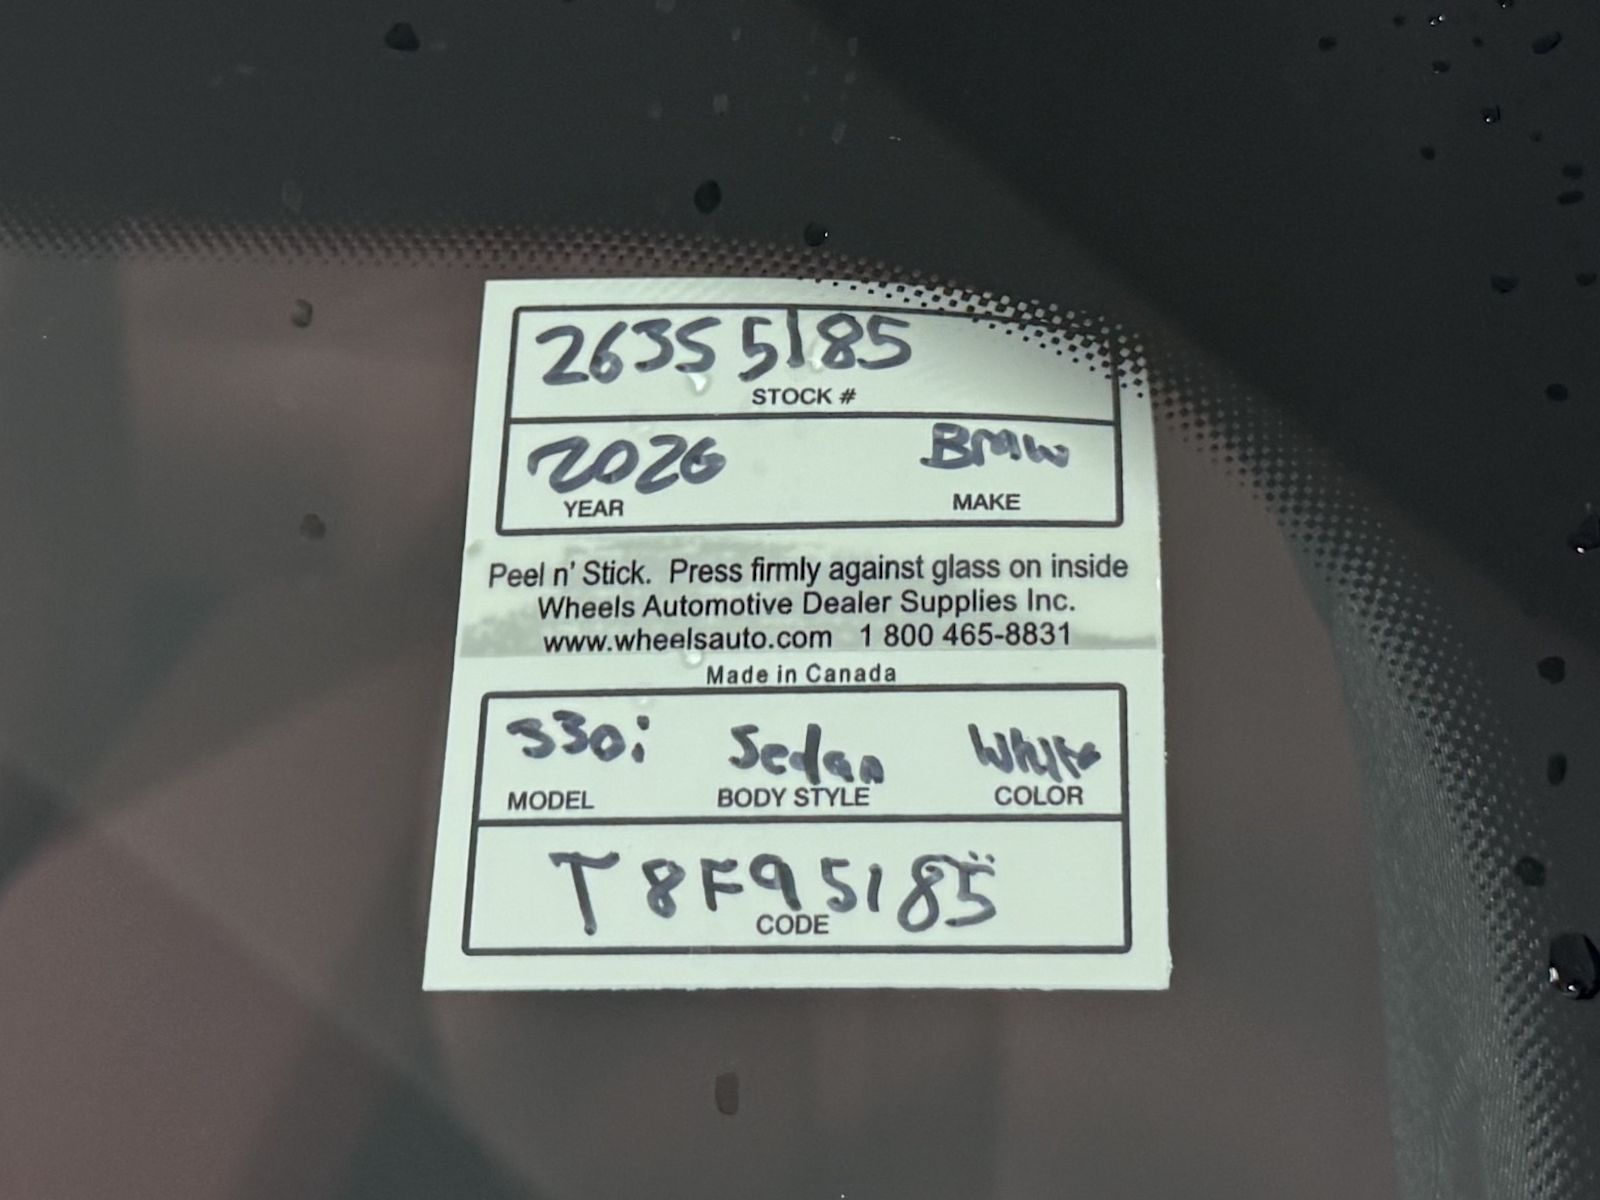 26355185
STOCK #
2026 BMW
YEAR MAKE
Peel n' Stick. Press firmly against glass on inside
Wheels Automotive Dealer Supplies Inc.
www.wheelsauto.com 1 800 465-8831
Made in Canada
330i Sedan White
MODEL BODY STYLE COLOR
T8F95185
CODE